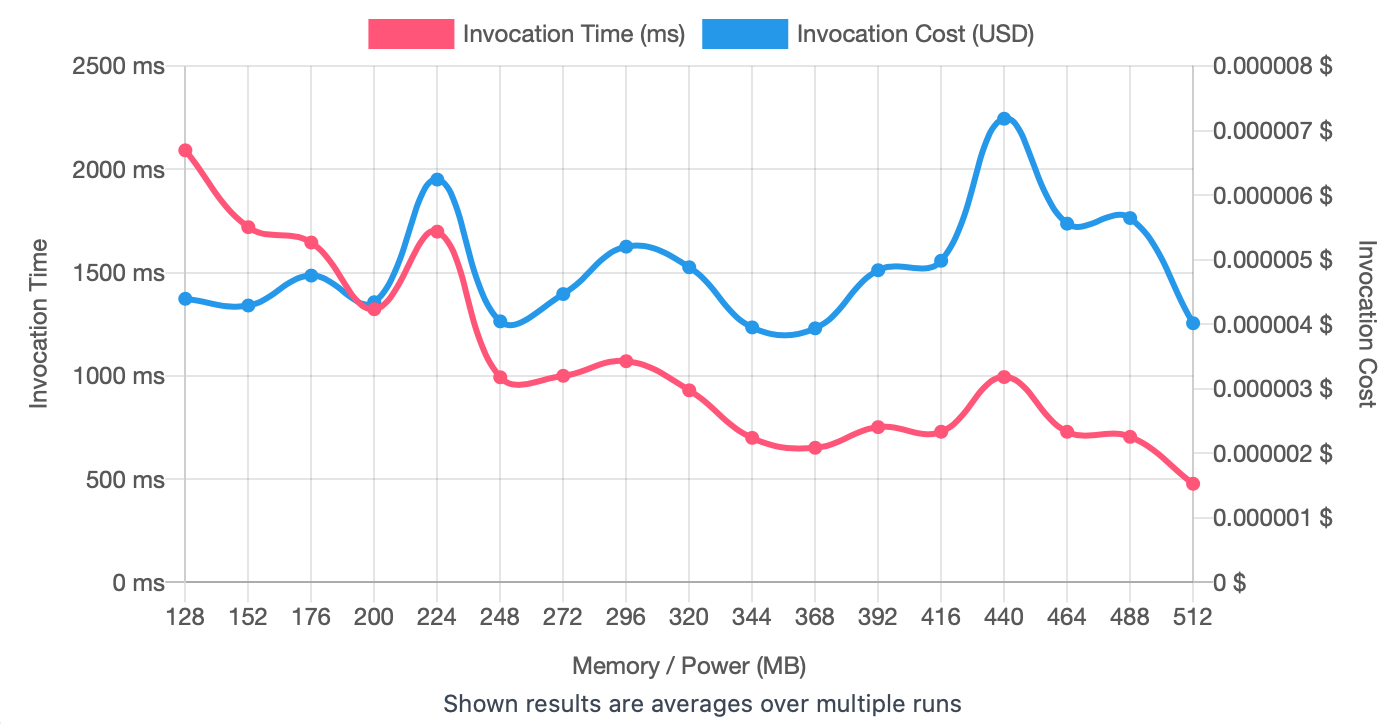 Invocation Time (ms) Invocation Cost (USD)
2500 ms 0.000008 $
0.000007 $
2000 ms
0.000006 $
1500 ms 0.000005 $
0.000004 $
1000 ms 0.000003 $
500 ms 0.000002 $
0.000001 $
0 ms 0 $
Invocation Time
Invocation Cost
128 152 176 200 224 248 272 296 320 344 368 392 416 440 464 488 512
Memory / Power (MB)
Shown results are averages over multiple runs